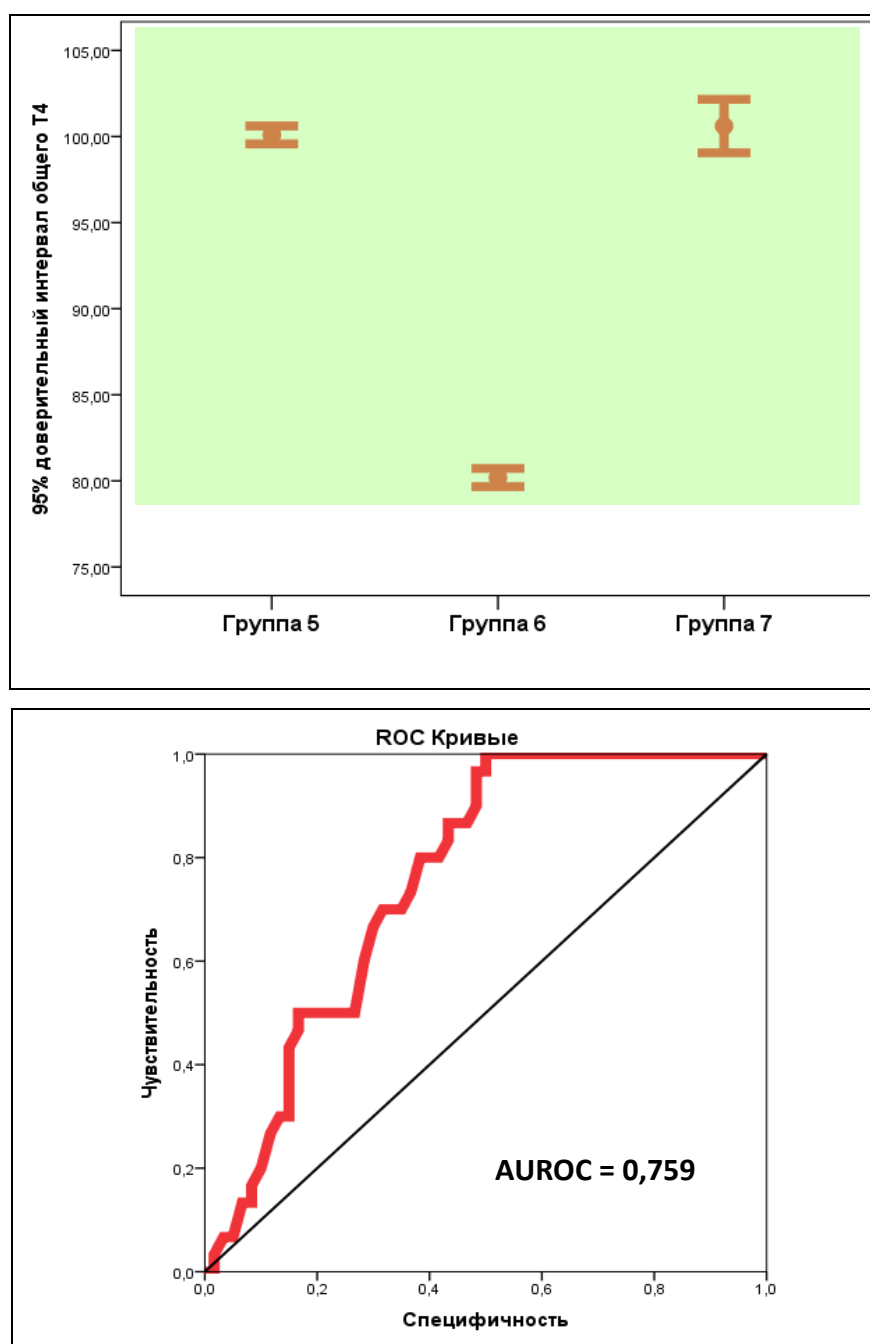 95% доверительный интервал общего Т4
105,00
100,00
95,00
90,00
85,00
80,00
75,00
Группа 5 Группа 6 Группа 7
ROC Кривые
Чувствительность
1,0
0,8
0,6
0,4
0,2
0,0
AUROC = 0,759
0,0 0,2 0,4 0,6 0,8 1,0
Специфичность